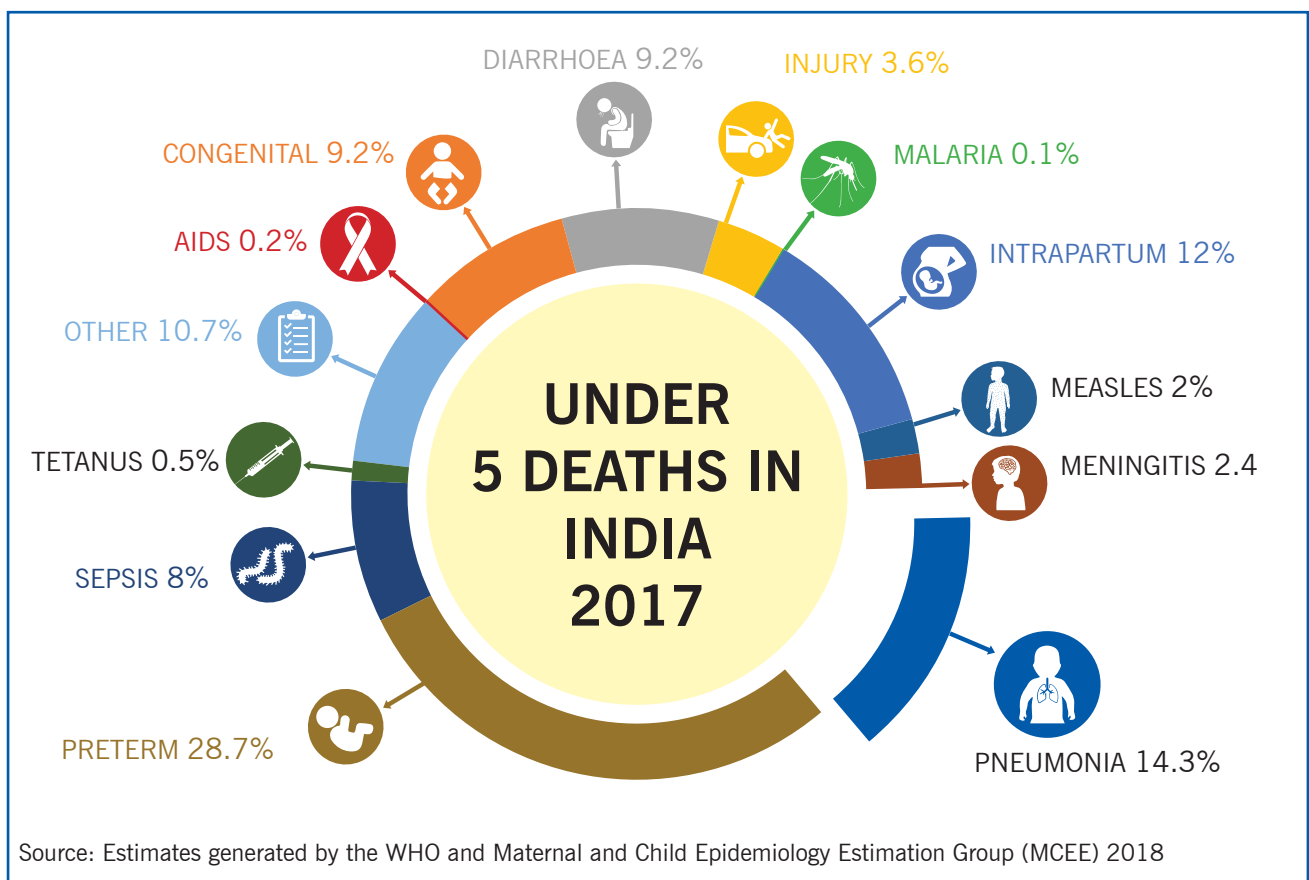 DIARRHOEA 9.2%
INJURY 3.6%
CONGENITAL 9.2%
MALARIA 0.1%
AIDS 0.2%
INTRAPARTUM 12%
OTHER 10.7%
MEASLES 2%
TETANUS 0.5%
MENINGITIS 2.4
UNDER
5 DEATHS IN
INDIA
2017
SEPSIS 8%
PRETERM 28.7%
PNEUMONIA 14.3%
Source: Estimates generated by the WHO and Maternal and Child Epidemiology Estimation Group (MCEE) 2018